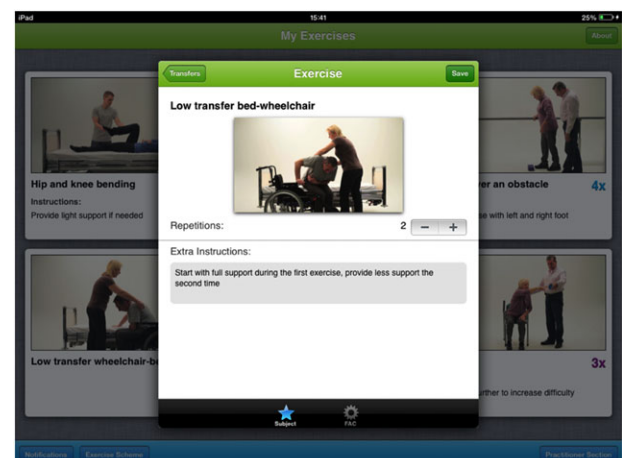 iPad 15:41 25%
My Exercises About
Transfers Exercise Save
Low transfer bed-wheelchair
Repetitions: 2 − +
Extra Instructions:
Start with full support during the first exercise, provide less support the
second time
Subject FAC
Hip and knee bending
Instructions:
Provide light support if needed
er an obstacle 4x
se with left and right foot
Low transfer wheelchair-b
3x
rther to increase difficulty
Notifications Exercise Scheme Practitioner Section